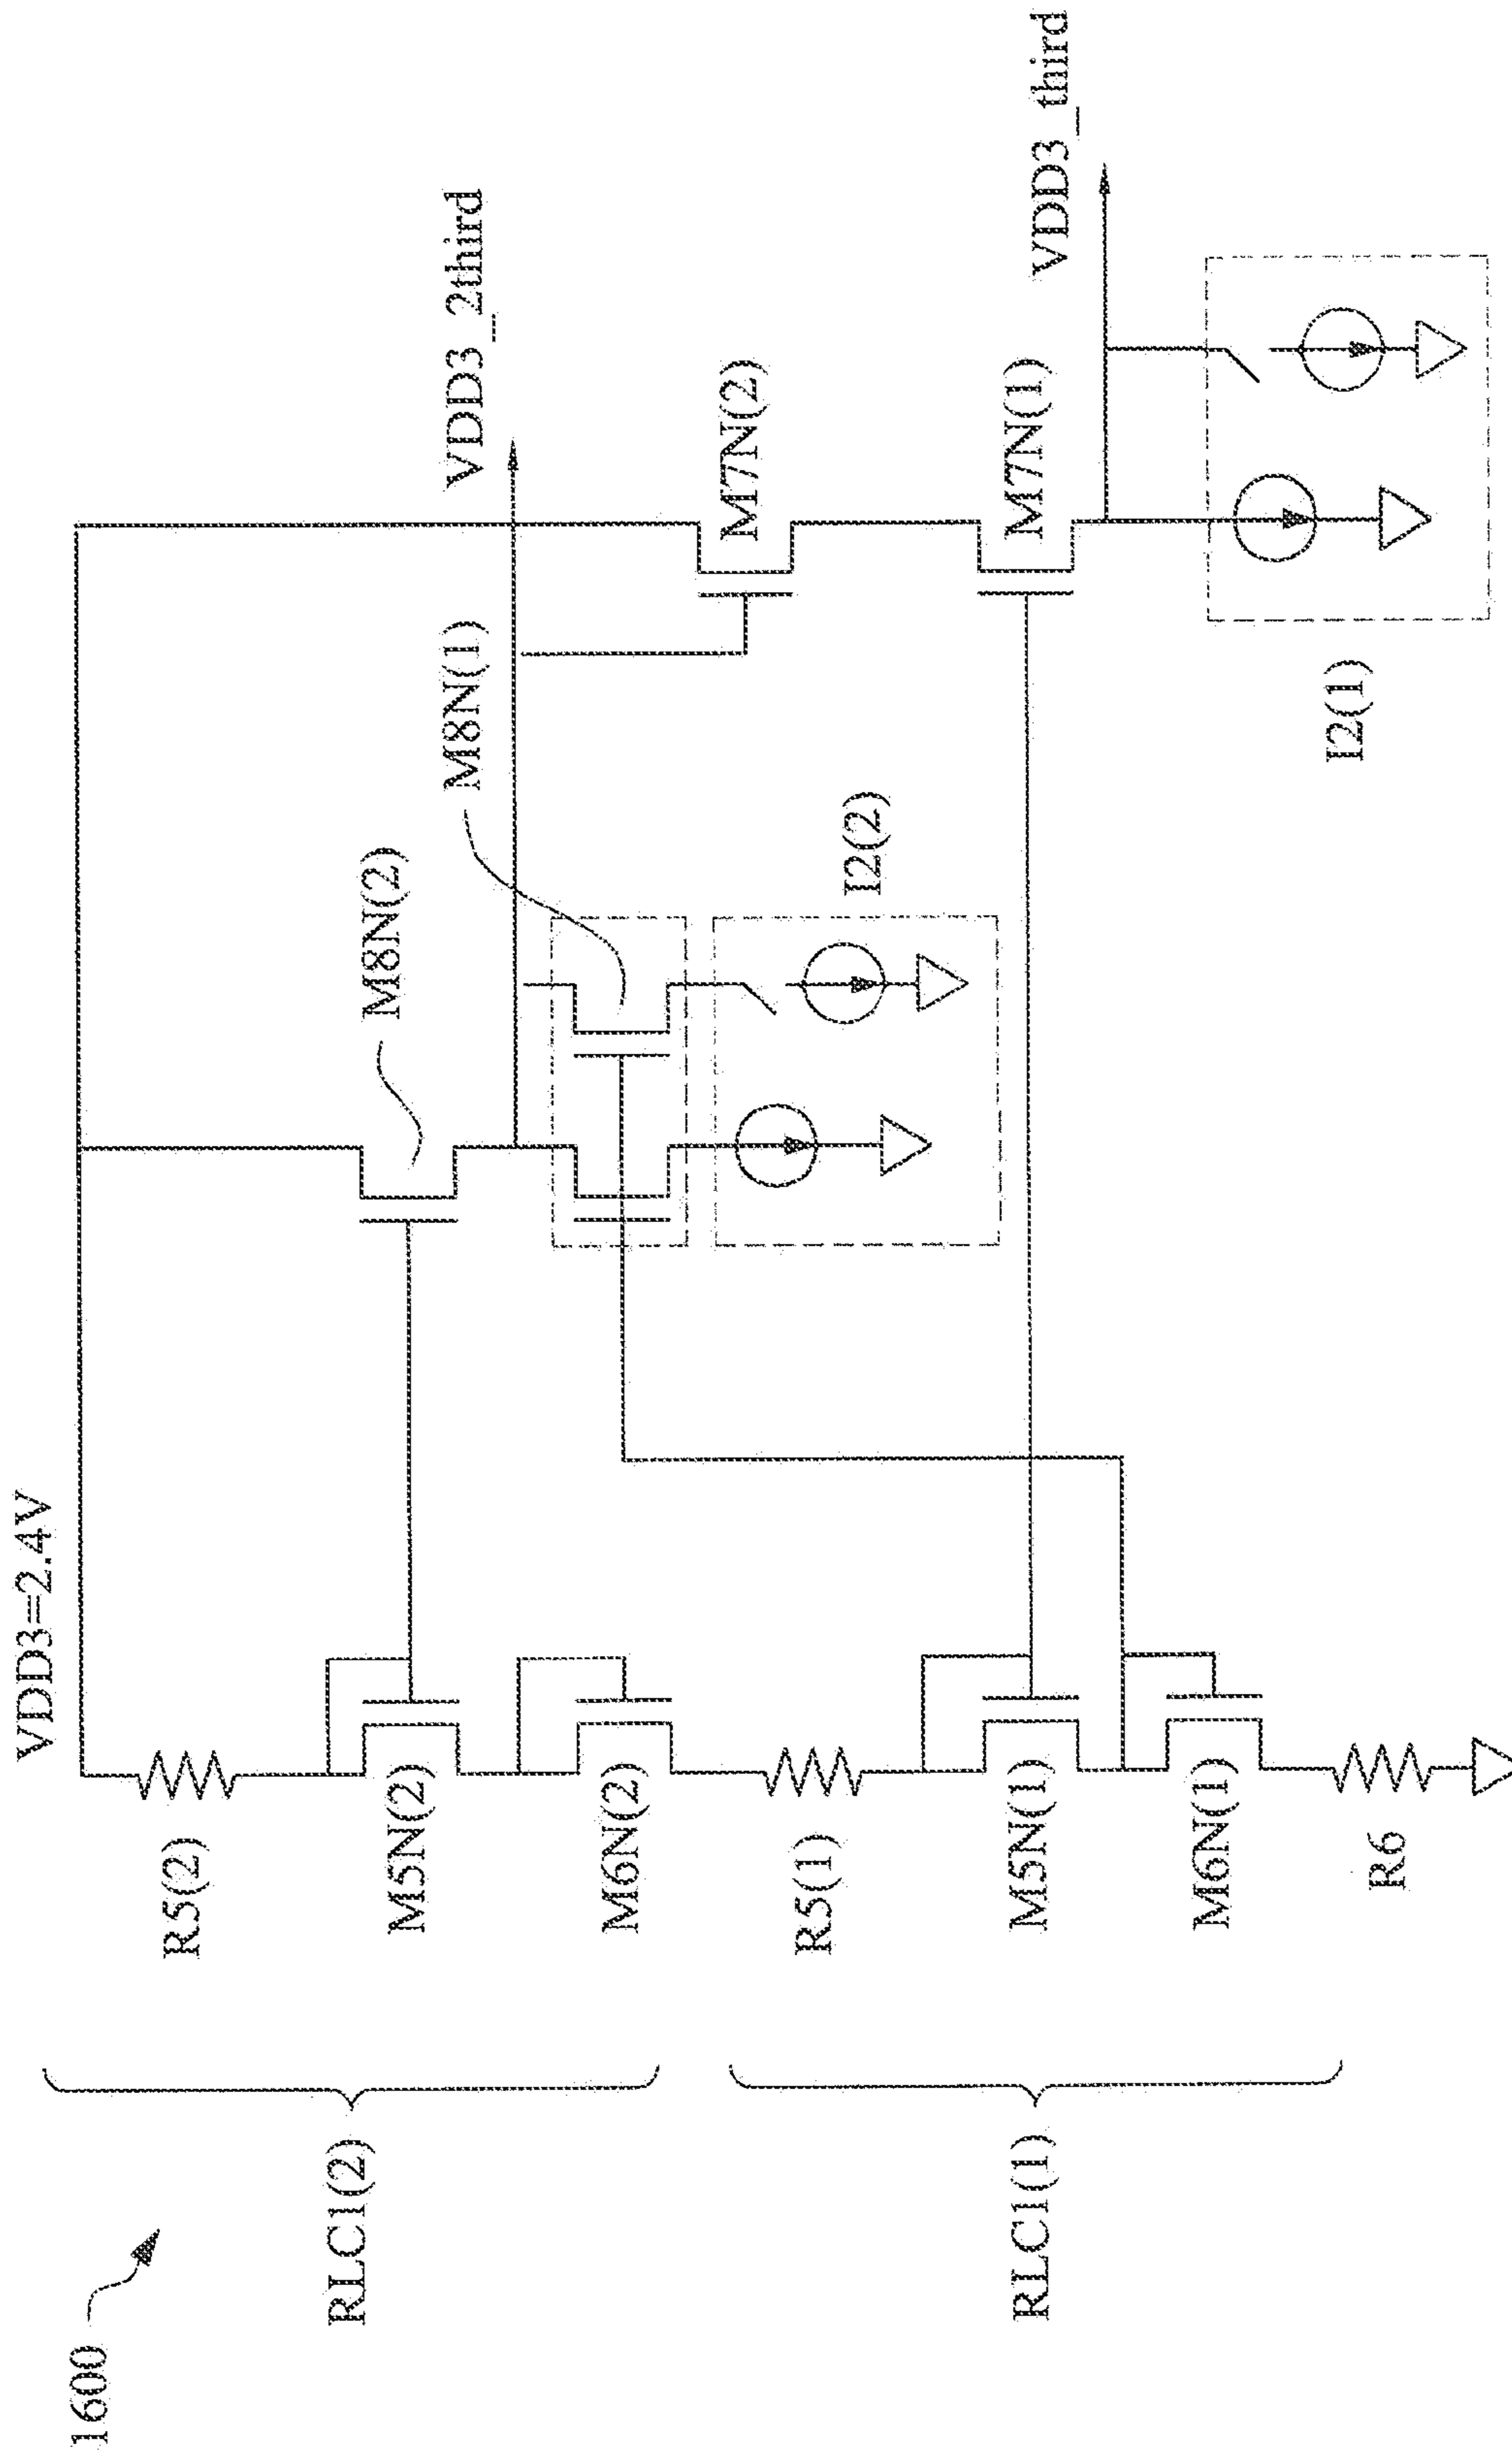 1600
VDD3=2.4V
RLC1(2)
R5(2)
M5N(2)
M6N(2)
RLC1(1)
R5(1)
M5N(1)
M6N(1)
R6
M8N(2)
M8N(1)
I2(2)
VDD3_2third
M7N(2)
M7N(1)
VDD3_third
I2(1)